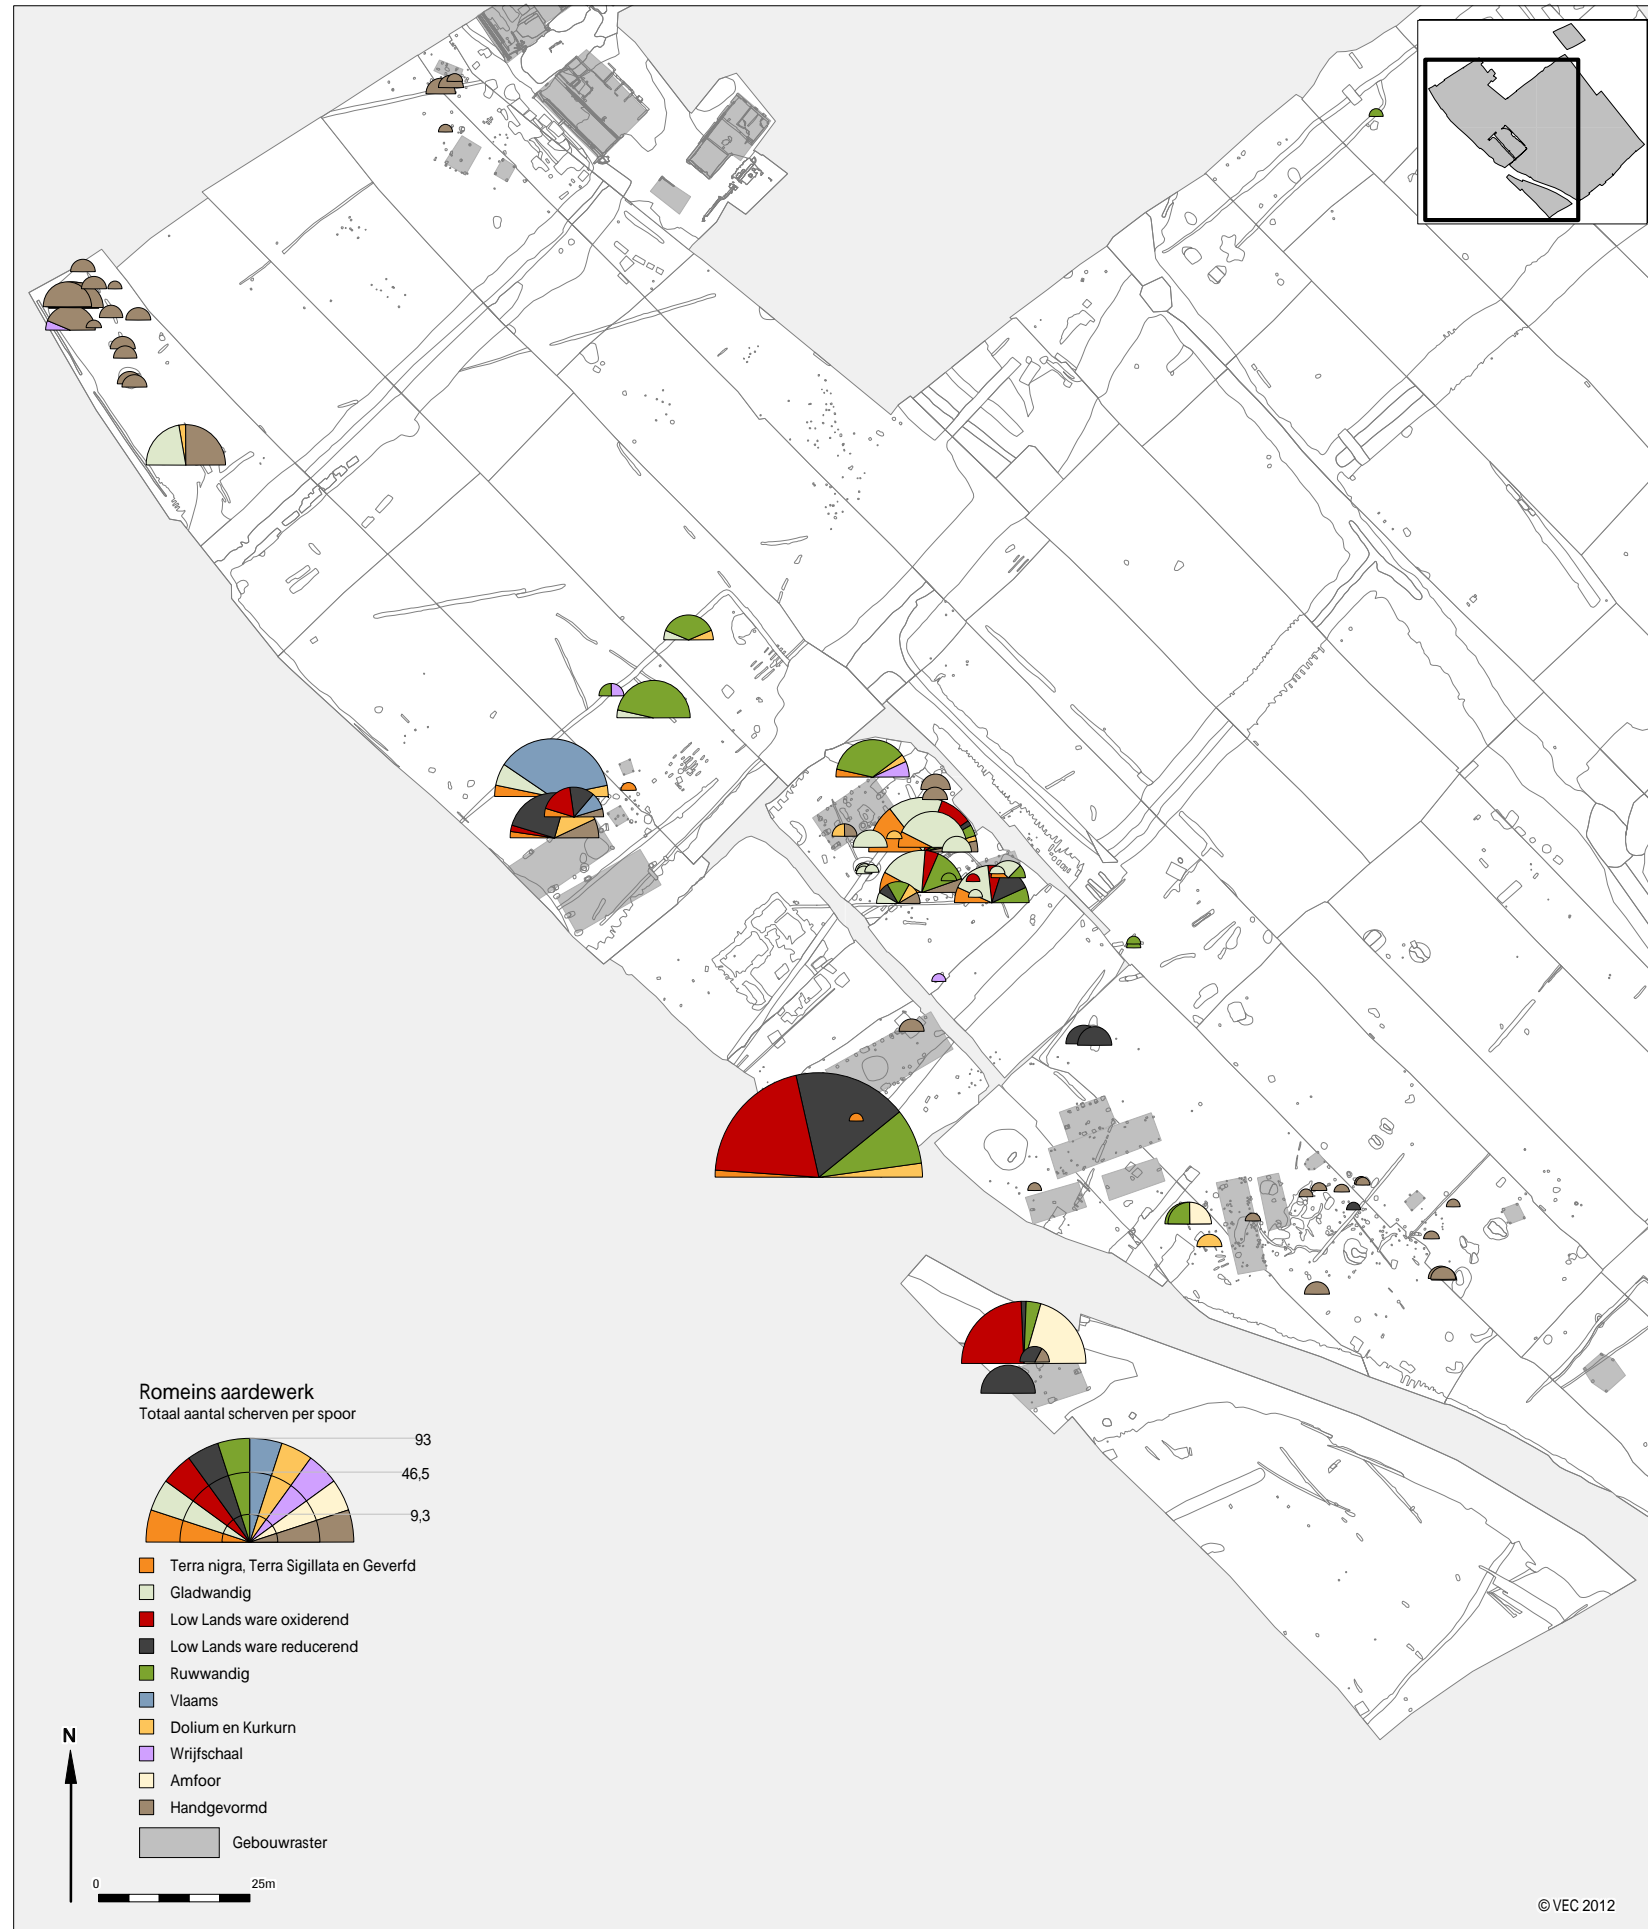 Romeins aardewerk
Totaal aantal scherven per spoor
93
46,5
9,3
Terra nigra, Terra Sigillata en Geverfd
Gladwandig
Low Lands ware oxiderend
Low Lands ware reducerend
Ruwwandig
Vlaams
Dolium en Kurkurn
Wrijfschaal
Amfoor
Handgevormd
Gebouwraster
N
0 25m
© VEC 2012